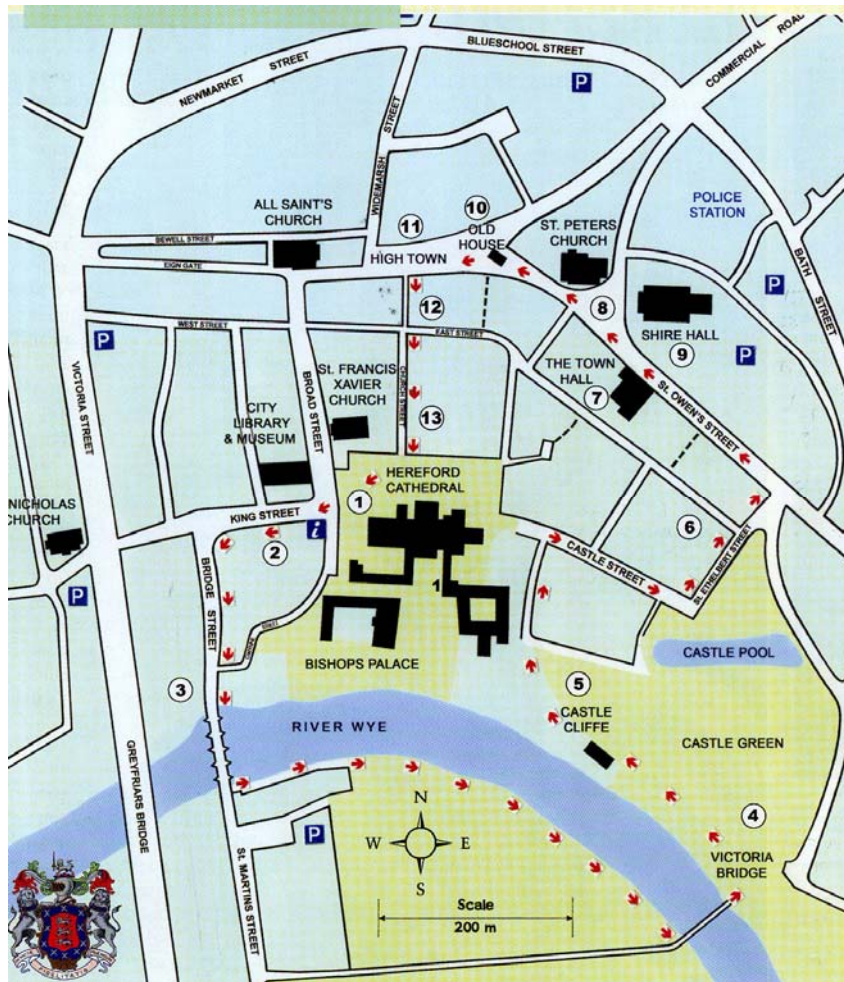 BLUESCHOOL STREET
COMMERCIAL ROAD
NEWMARKET STREET
P
WIDEMARSH STREET
POLICE
STATION
ALL SAINT'S
CHURCH
10
OLD
HOUSE
ST. PETERS
CHURCH
11
BEWELL STREET
HIGH TOWN
EIGN GATE
BATH STREET
P
8
12
SHIRE HALL
9
P
WEST STREET
EAST STREET
P
VICTORIA STREET
St. FRANCIS
XAVIER
CHURCH
THE TOWN
HALL
7
BROAD STREET
CHURCH STREET
St. OWEN'S STREET
CITY
LIBRARY
& MUSEUM
13
HEREFORD
CATHEDRAL
1
NICHOLAS
CHURCH
KING STREET
2
i
6
CASTLE STREET
St. ETHELBERT STREET
BRIDGE STREET
P
1
CASTLE POOL
BISHOPS PALACE
3
5
CASTLE
CLIFFE
RIVER WYE
CASTLE GREEN
GREYFRIARS BRIDGE
4
VICTORIA
BRIDGE
P
N
W E
S
St. MARTINS STREET
Scale
200 m